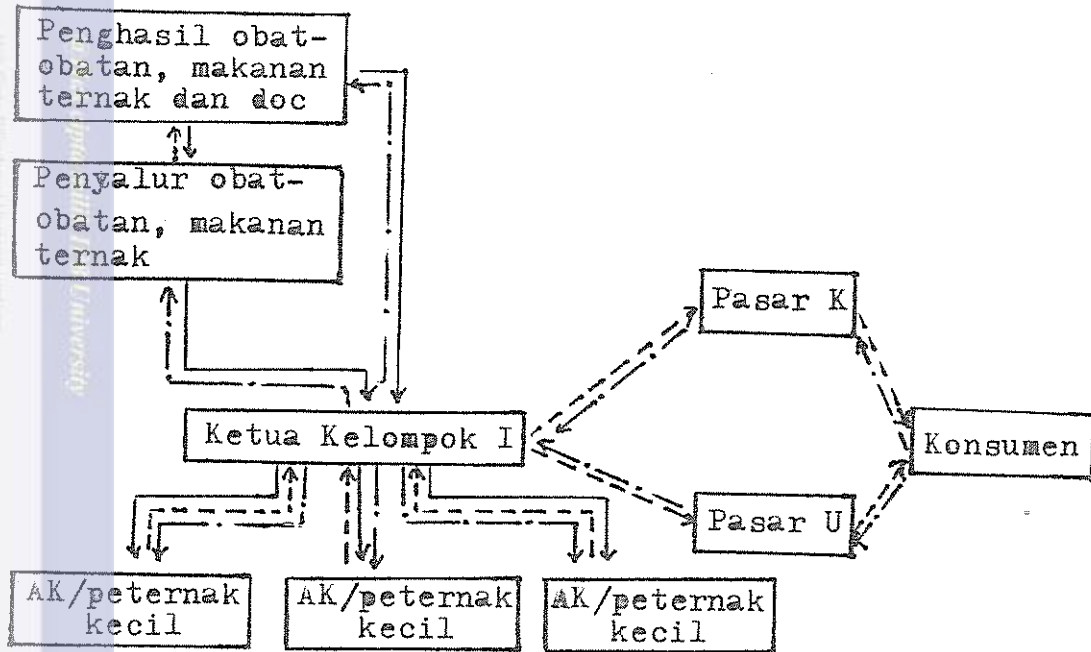 Penghasil obat-
obatan, makanan
ternak dan doc
Penyalur obat-
obatan, makanan
ternak
Pasar K
Ketua Kelompok I
Konsumen
Pasar U
AK/peternak
kecil
AK/peternak
kecil
AK/peternak
kecil
University